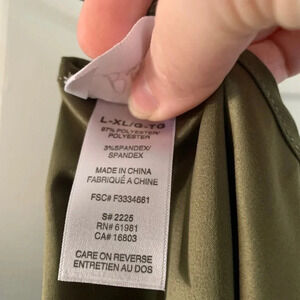 L-XL/G-TG
97% POLYESTER/
POLYESTER
3%SPANDEX/
SPANDEX
MADE IN CHINA
FABRIQUÉ A CHINE
FSC# F3334661
S# 2225
RN# 61981
CA# 16803
CARE ON REVERSE
ENTRETIEN AU DOS